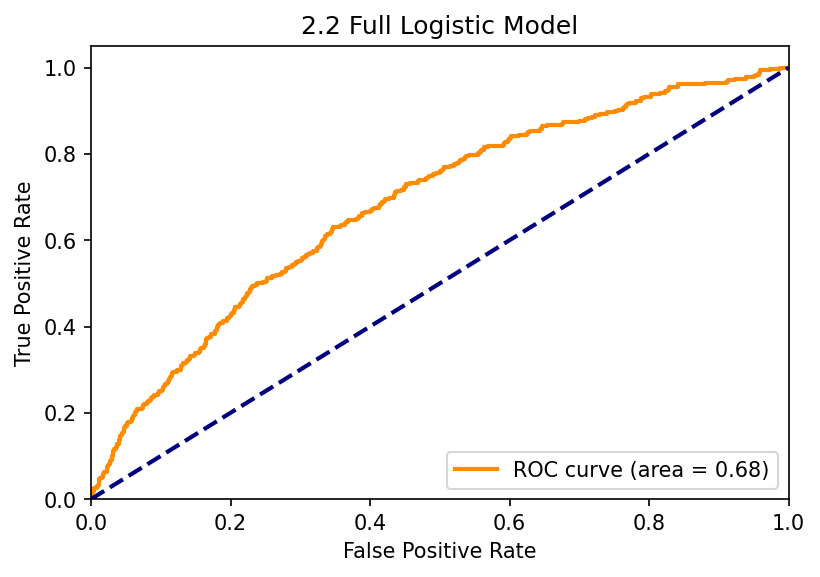 2.2 Full Logistic Model
1.0
0.8
0.6
0.4
0.2
0.0
True Positive Rate
ROC curve (area = 0.68)
0.0 0.2 0.4 0.6 0.8 1.0
False Positive Rate